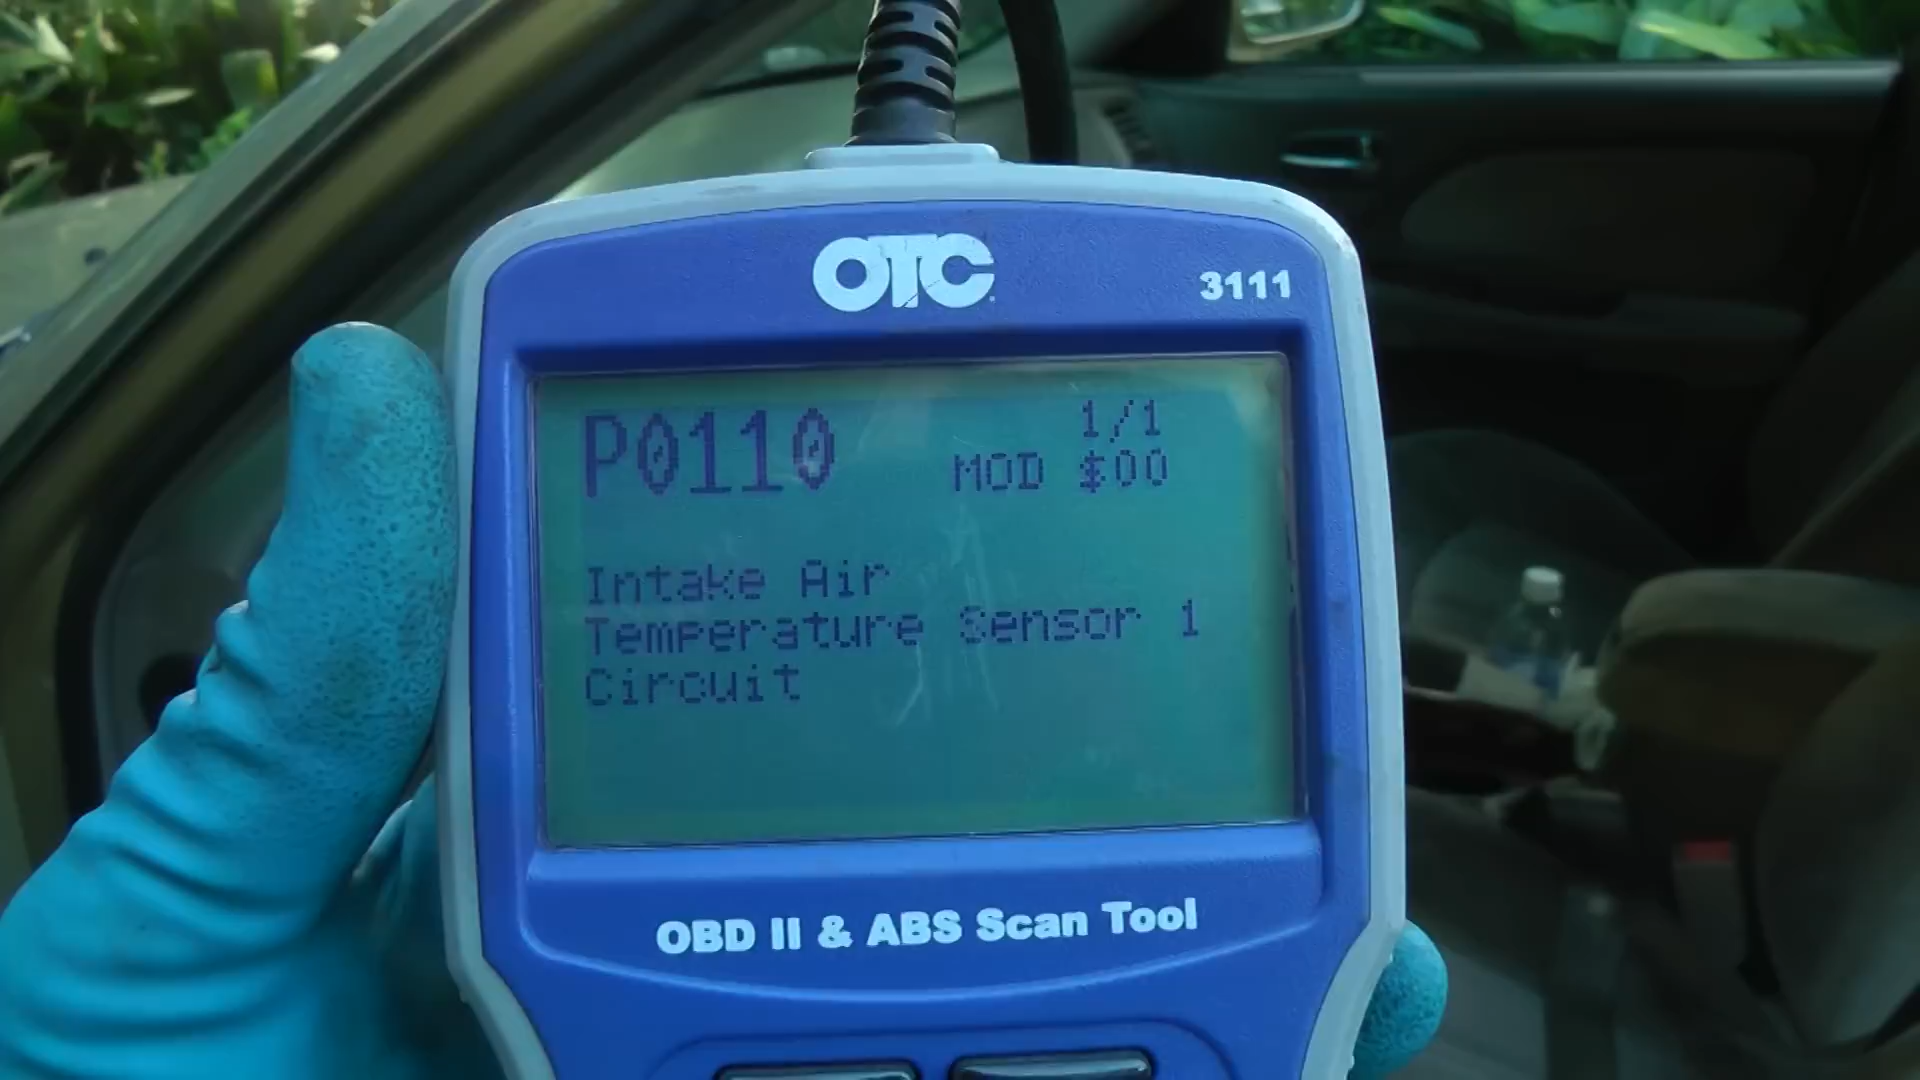 OTC
3111
P0110
1/1
MOD $00
Intake Air
Temperature Sensor 1
Circuit
OBD II & ABS Scan Tool